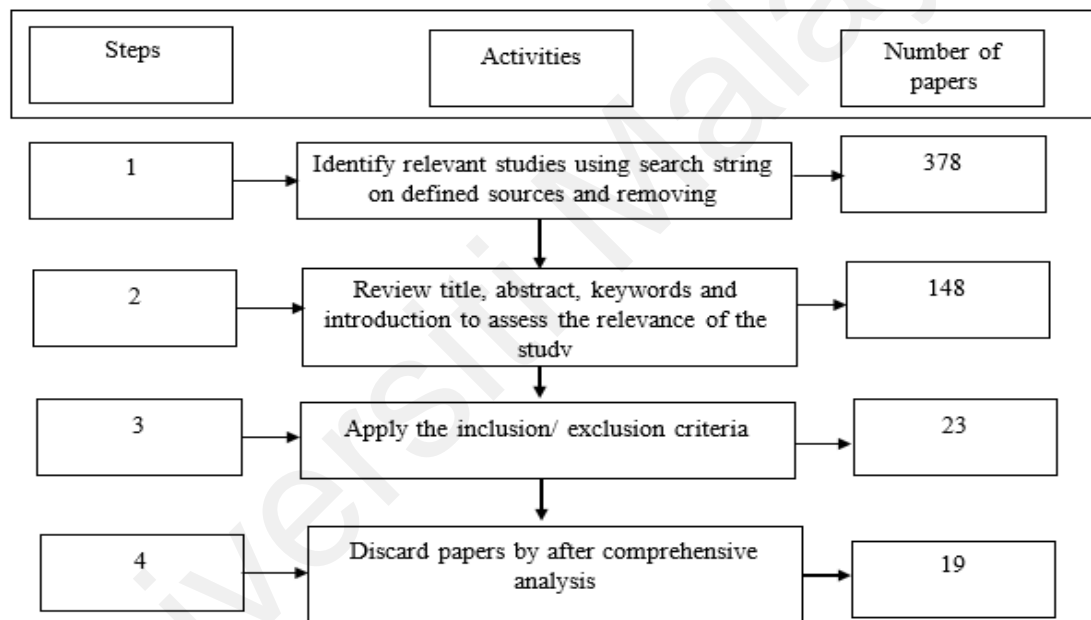 Steps
Activities
Number of
papers
1
Identify relevant studies using search string
on defined sources and removing
378
2
Review title, abstract, keywords and
introduction to assess the relevance of the
study
148
3
Apply the inclusion/ exclusion criteria
23
4
Discard papers by after comprehensive
analysis
19